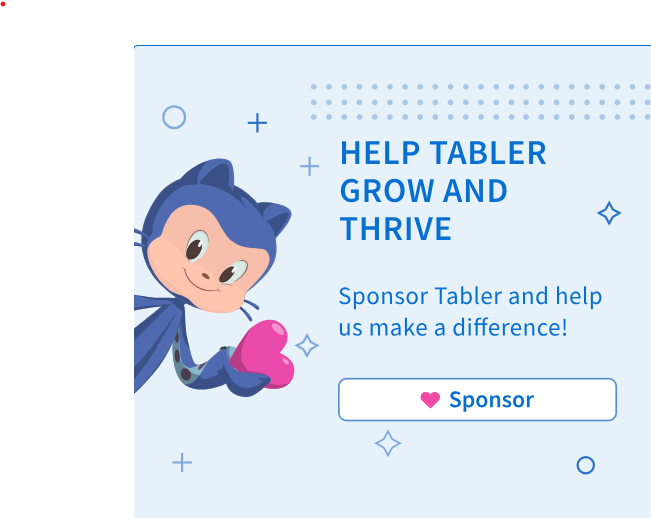 HELP TABLER
GROW AND
THRIVE
Sponsor Tabler and help
us make a difference!
Sponsor